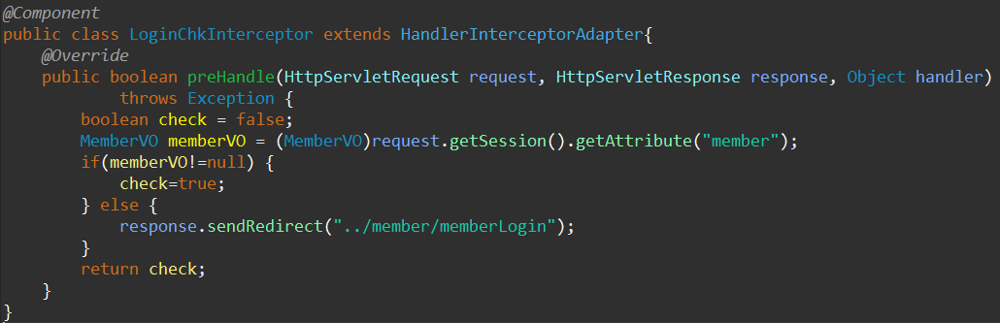 @Component
public class LoginChkInterceptor extends HandlerInterceptorAdapter{
    @Override
    public boolean preHandle(HttpServletRequest request, HttpServletResponse response, Object handler)
            throws Exception {
        boolean check = false;
        MemberVO memberVO = (MemberVO)request.getSession().getAttribute("member");
        if(memberVO!=null) {
            check=true;
        } else {
            response.sendRedirect("../member/memberLogin");
        }
        return check;
    }
}